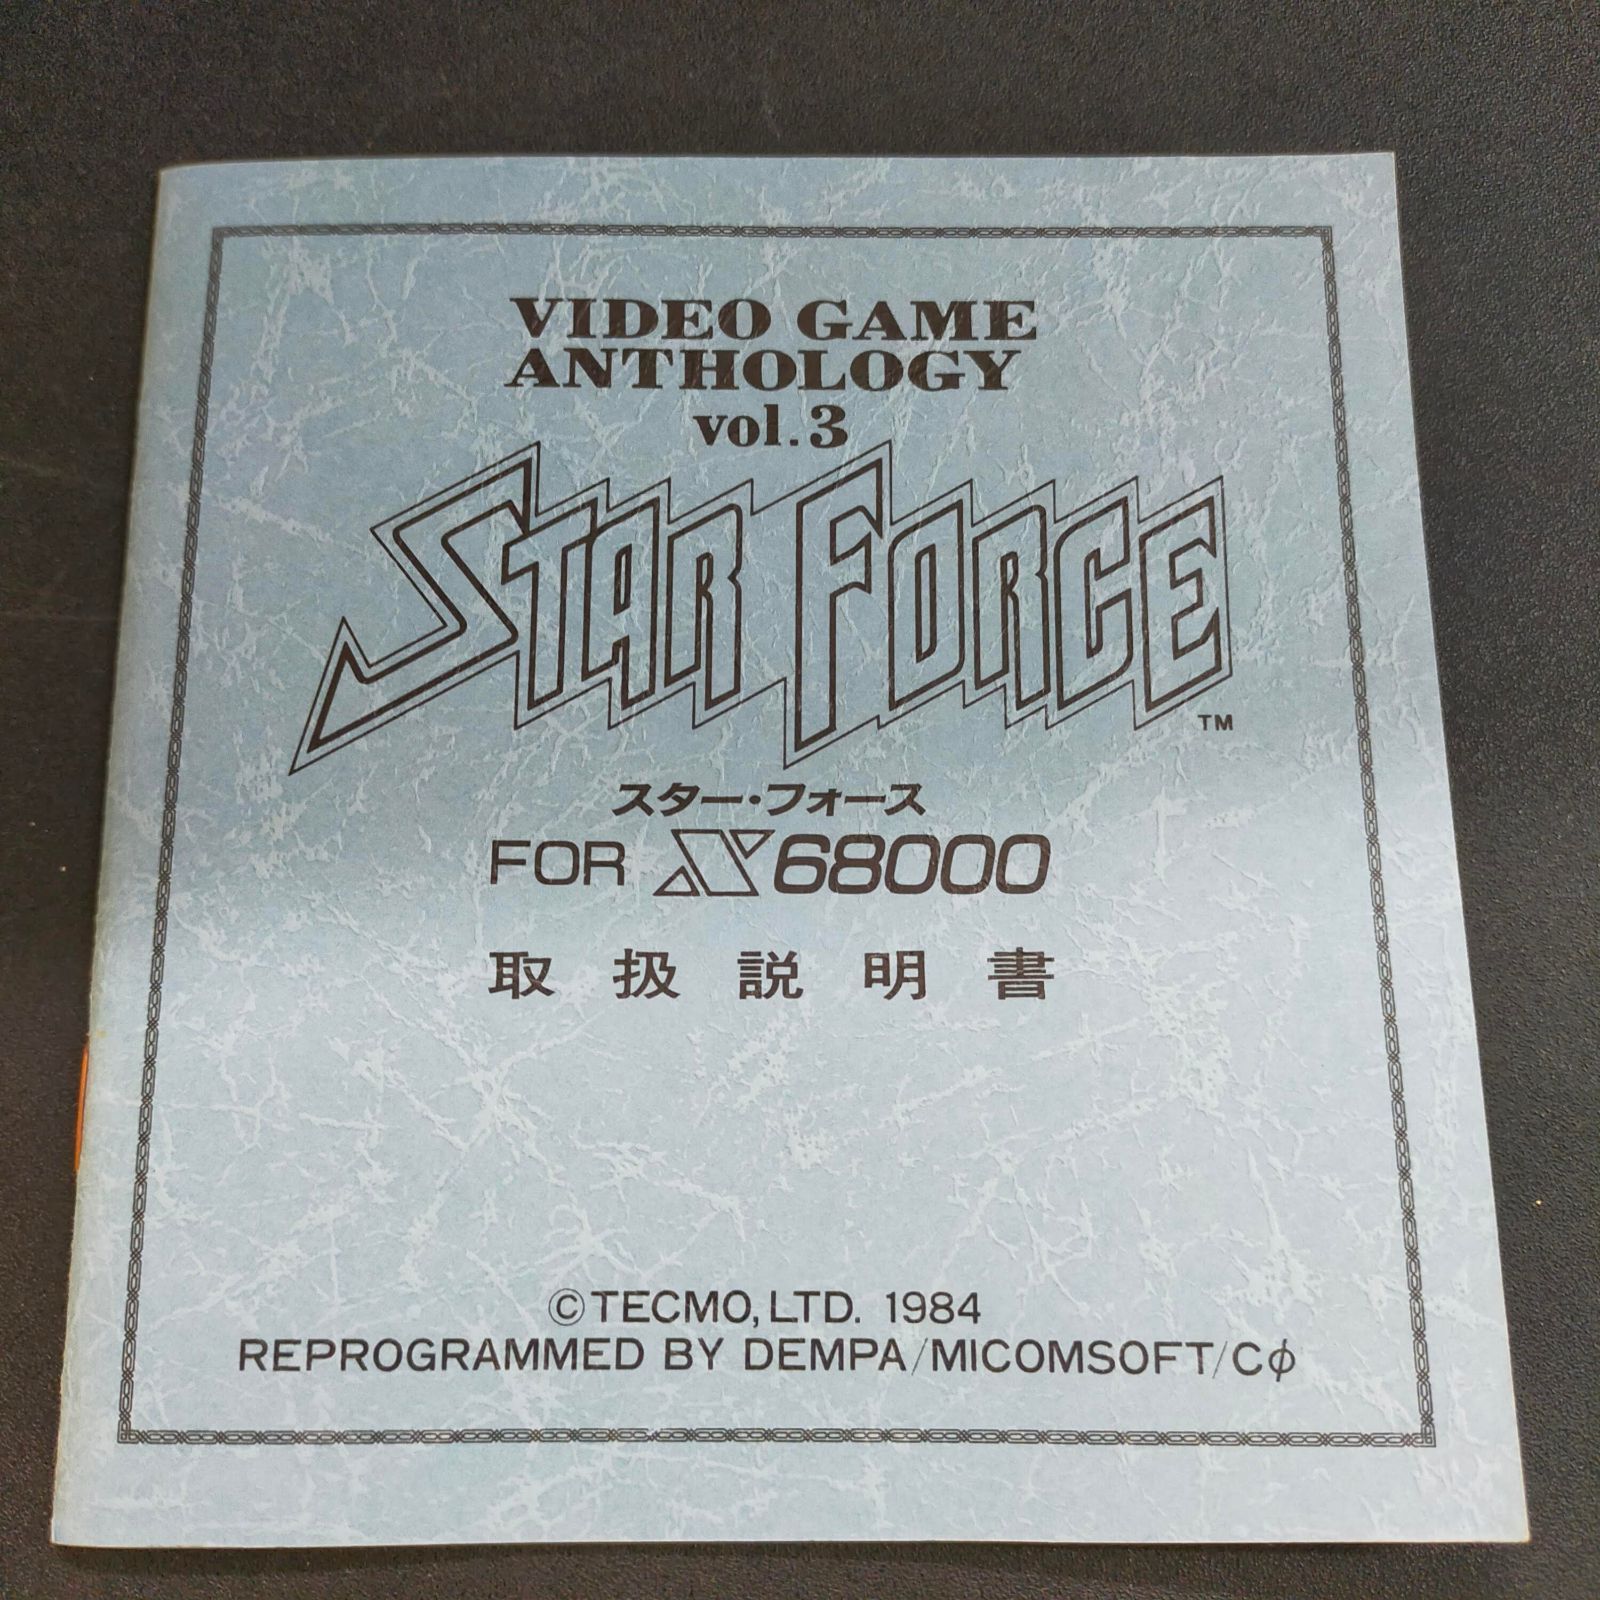 VIDEO GAME
ANTHOLOGY
vol.3
STAR FORCE
TM
スター・フォース
FOR X68000
取扱説明書
©TECMO,LTD. 1984
REPROGRAMMED BY DEMPA/MICOMSOFT/Cφ